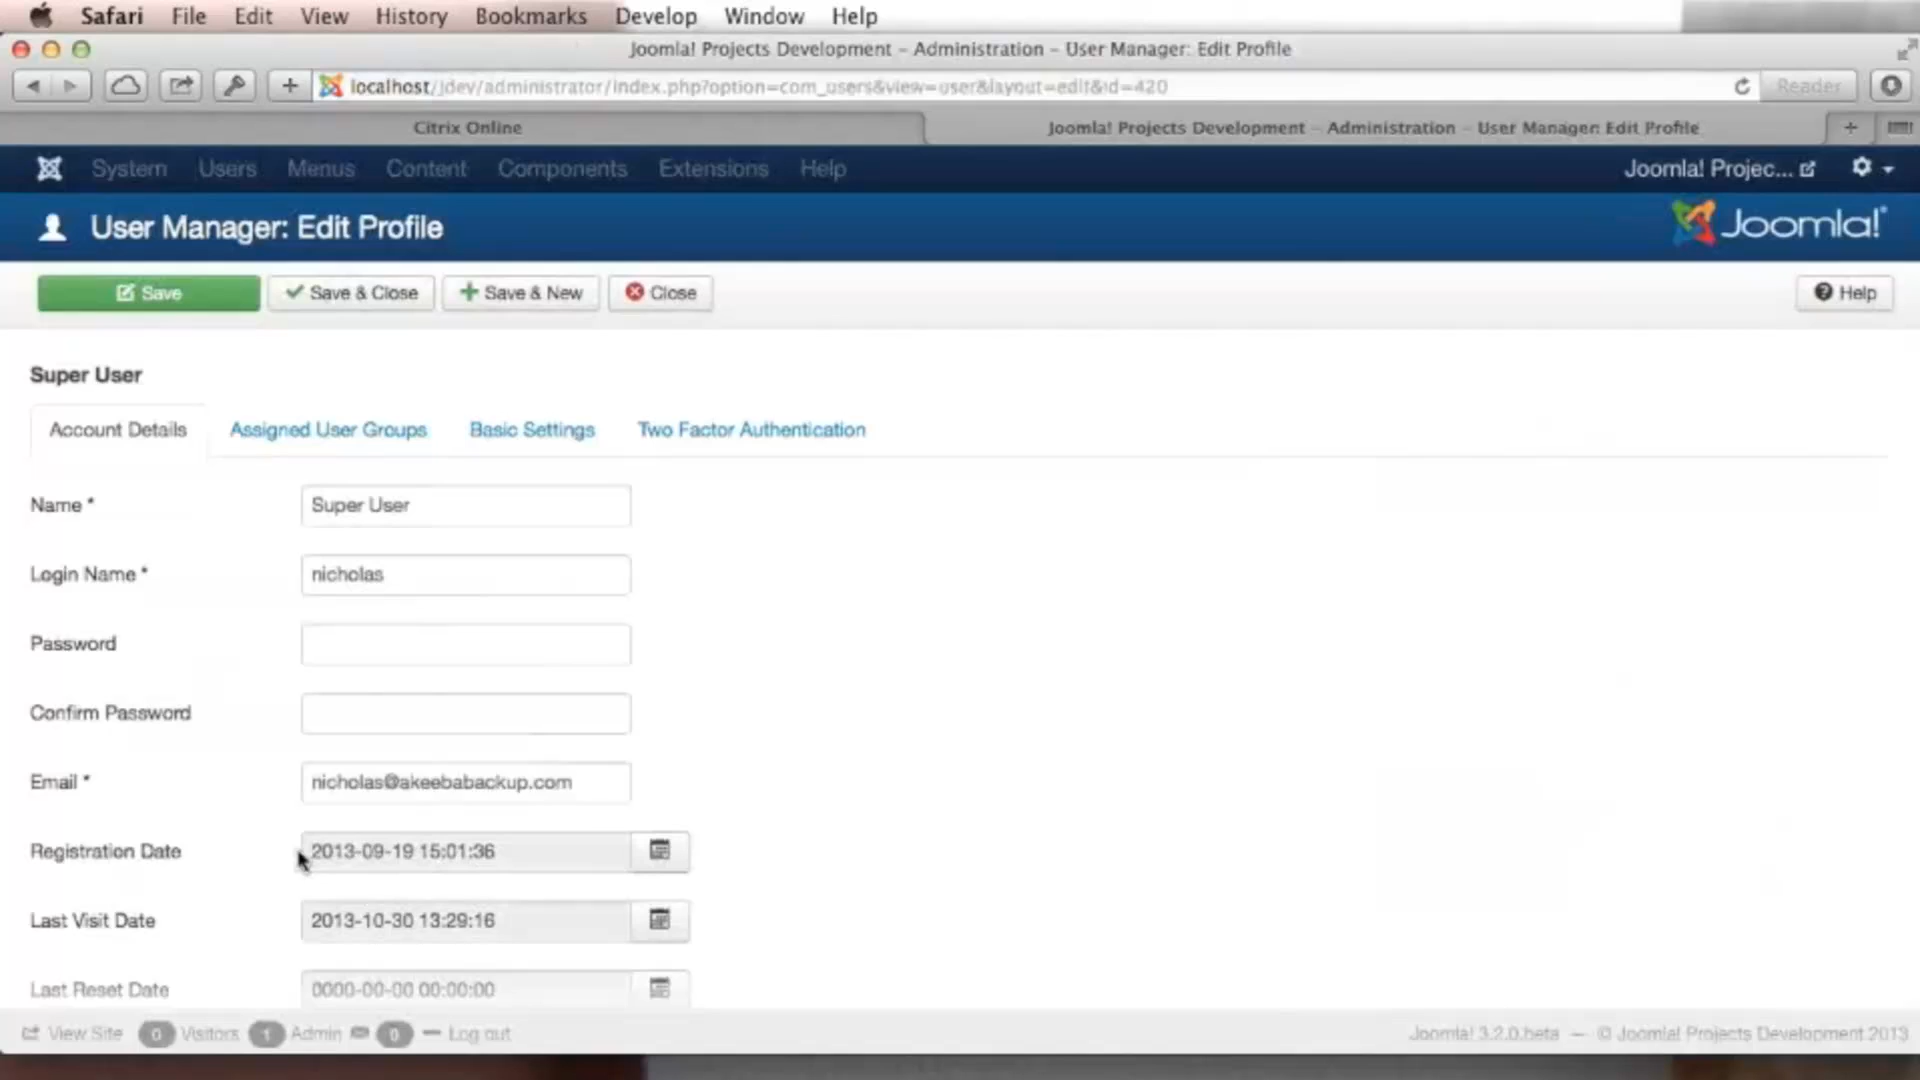 Safari File Edit View History Bookmarks Develop Window Help
Joomla! Projects Development – Administration – User Manager: Edit Profile
localhost/jdev/administrator/index.php?option=com_users&view=user&layout=edit&id=420
Reader
Citrix Online
Joomla! Projects Development – Administration – User Manager: Edit Profile
System Users Menus Content Components Extensions Help
Joomla! Projec...
User Manager: Edit Profile
Joomla!®
Save
Save & Close
Save & New
Close
Help
Super User
Account Details
Assigned User Groups
Basic Settings
Two Factor Authentication
Name * Super User
Login Name * nicholas
Password
Confirm Password
Email * nicholas@akeebabackup.com
Registration Date 2013-09-19 15:01:36
Last Visit Date 2013-10-30 13:29:16
Last Reset Date 0000-00-00 00:00:00
View Site 0 Visitors 1 Admin 0 Log out
Joomla! 3.2.0.beta — © Joomla! Projects Development 2013